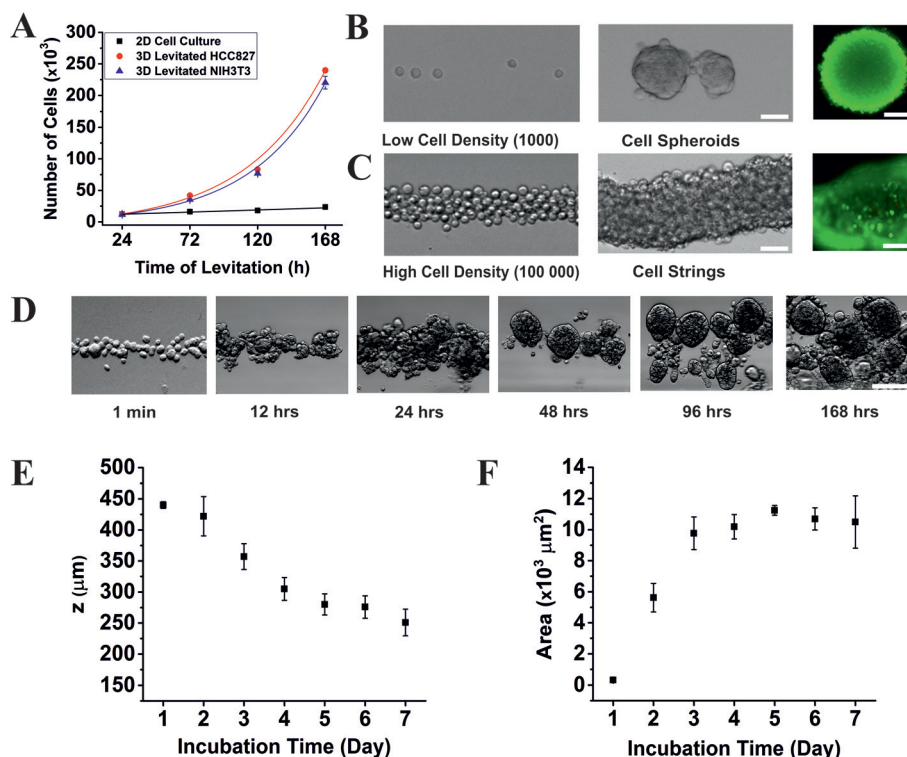 A
Number of Cells (x10³)
300
250
200
150
100
50
0
2D Cell Culture
3D Levitated HCC827
3D Levitated NIH3T3
24 72 120 168
Time of Levitation (h)
B
Low Cell Density (1000)
Cell Spheroids
C
High Cell Density (100 000)
Cell Strings
D
1 min 12 hrs 24 hrs 48 hrs 96 hrs 168 hrs
E
z (μm)
500
450
400
350
300
250
150
1 2 3 4 5 6 7
Incubation Time (Day)
F
Area (x10³ μm²)
14
12
10
8
6
4
2
0
1 2 3 4 5 6 7
Incubation Time (Day)